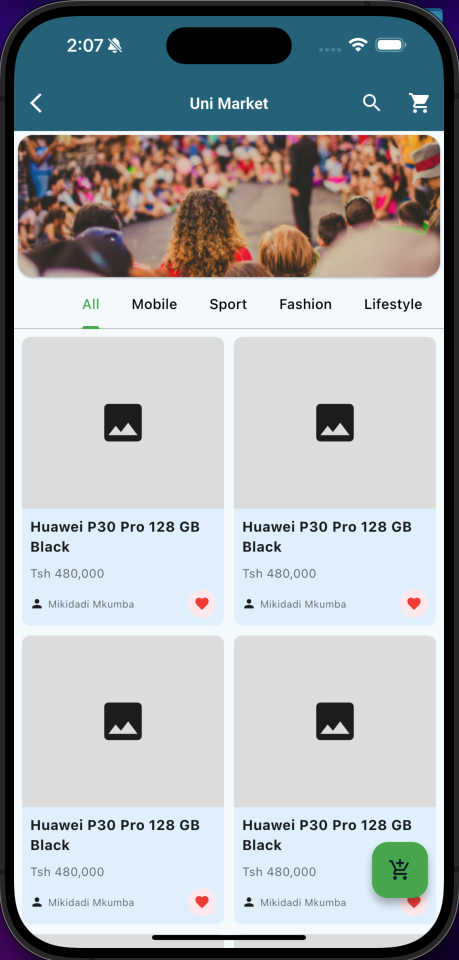 2:07
Uni Market
All Mobile Sport Fashion Lifestyle
Huawei P30 Pro 128 GB
Black
Tsh 480,000
Mikidadi Mkumba
Huawei P30 Pro 128 GB
Black
Tsh 480,000
Mikidadi Mkumba
Huawei P30 Pro 128 GB
Black
Tsh 480,000
Mikidadi Mkumba
Huawei P30 Pro 128 GB
Black
Tsh 480,000
Mikidadi Mkumba